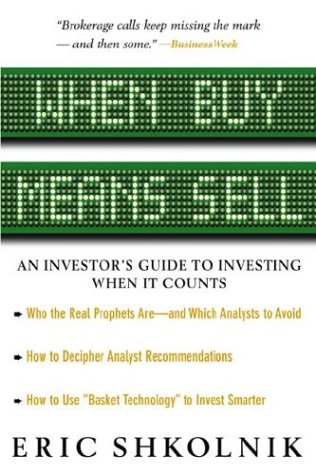 "Brokerage calls keep missing the mark
— and then some." —BusinessWeek
WHEN BUY
MEANS SELL
AN INVESTOR'S GUIDE TO INVESTING
WHEN IT COUNTS
Who the Real Prophets Are—and Which Analysts to Avoid
How to Decipher Analyst Recommendations
How to Use "Basket Technology" to Invest Smarter
ERIC SHKOLNIK